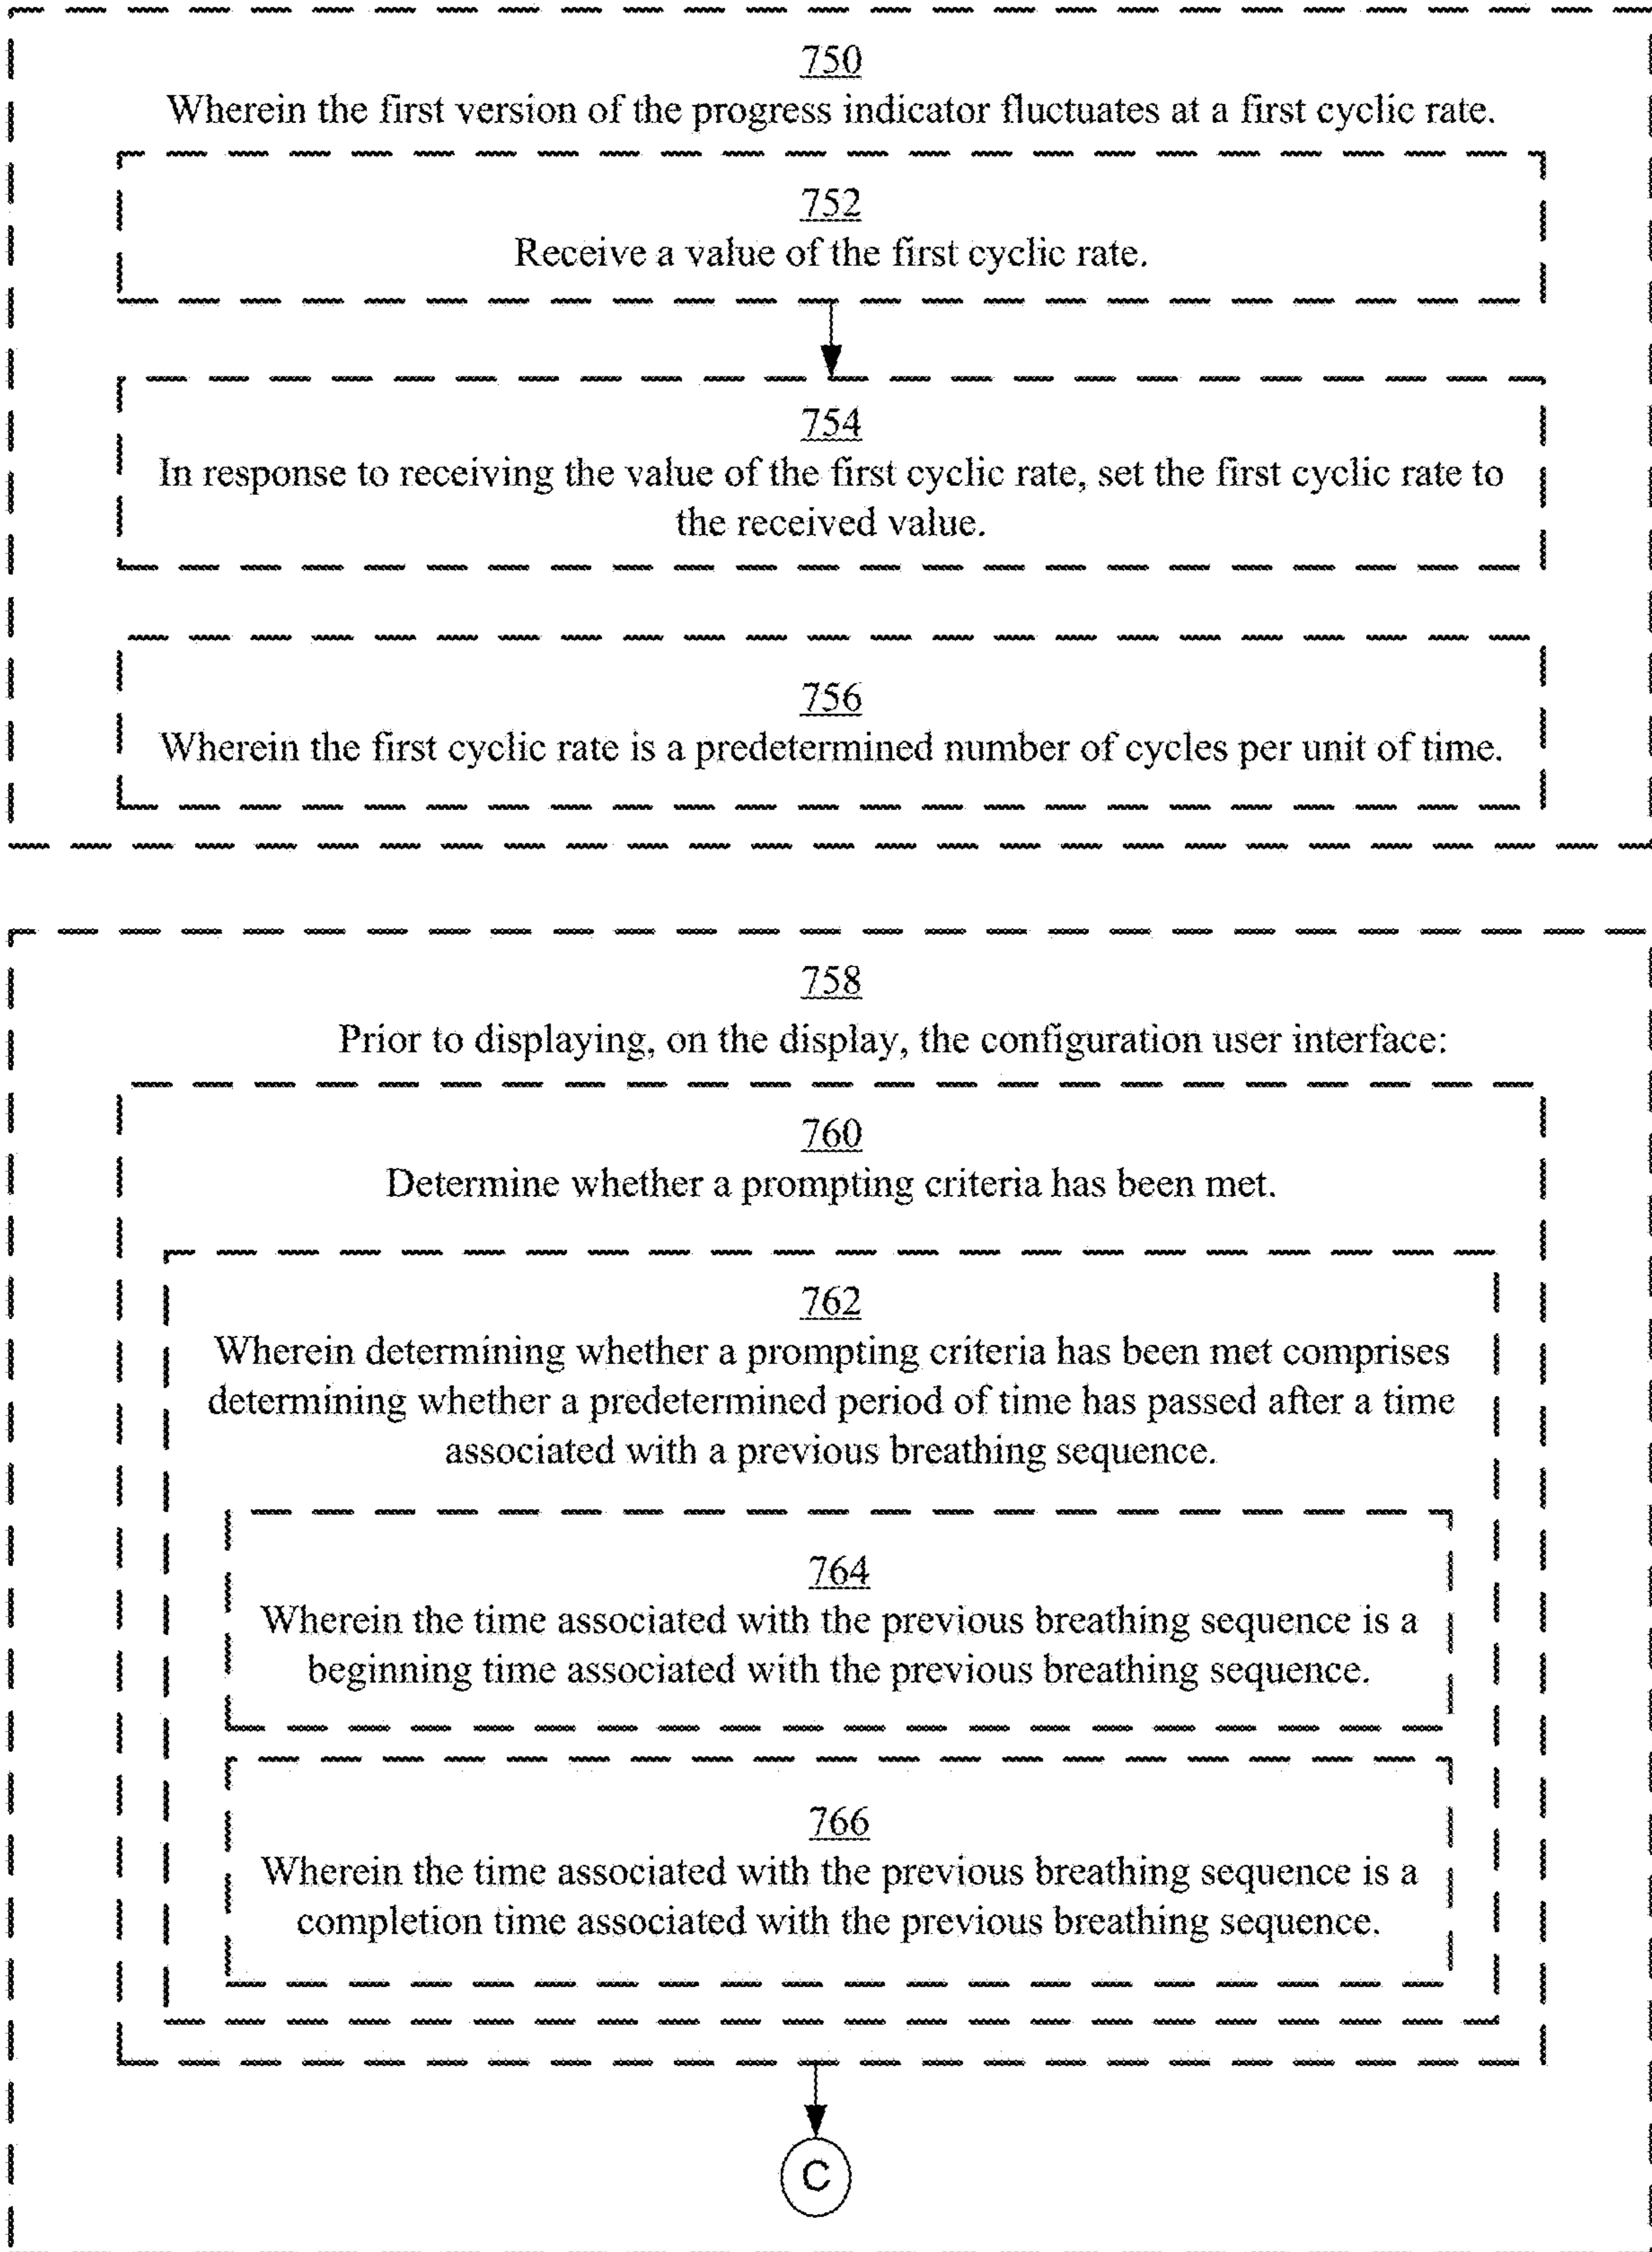 750
Wherein the first version of the progress indicator fluctuates at a first cyclic rate.
752
Receive a value of the first cyclic rate.
754
In response to receiving the value of the first cyclic rate, set the first cyclic rate to
the received value.
756
Wherein the first cyclic rate is a predetermined number of cycles per unit of time.
758
Prior to displaying, on the display, the configuration user interface:
760
Determine whether a prompting criteria has been met.
762
Wherein determining whether a prompting criteria has been met comprises
determining whether a predetermined period of time has passed after a time
associated with a previous breathing sequence.
764
Wherein the time associated with the previous breathing sequence is a
beginning time associated with the previous breathing sequence.
766
Wherein the time associated with the previous breathing sequence is a
completion time associated with the previous breathing sequence.
C